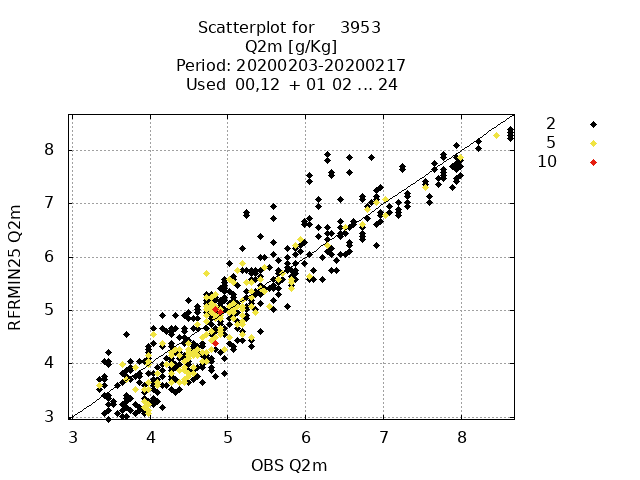 Scatterplot for 3953
Q2m [g/Kg]
Period: 20200203-20200217
Used 00,12 + 01 02 ... 24
2
5
10
8
7
6
5
4
3
RFRMIN25 Q2m
3 4 5 6 7 8
OBS Q2m